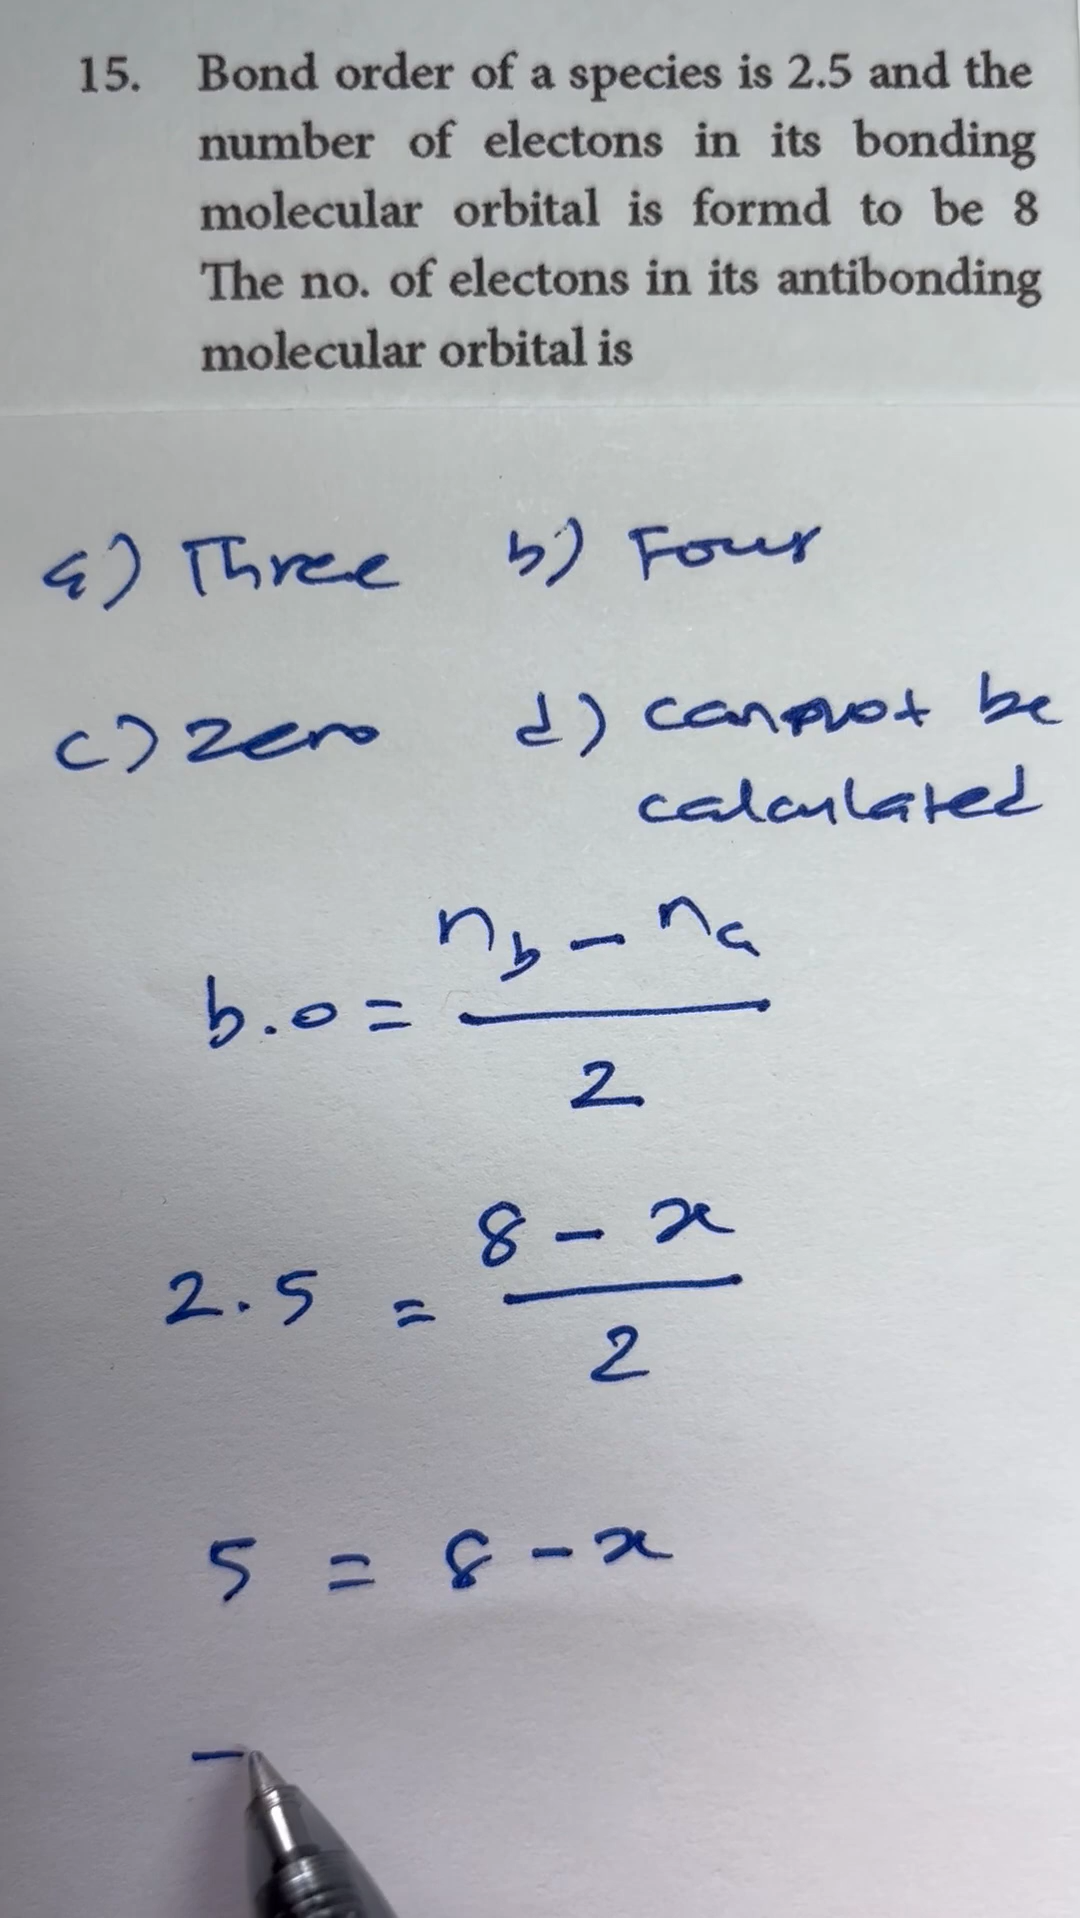 15. Bond order of a species is 2.5 and the
number of electons in its bonding
molecular orbital is formd to be 8
The no. of electons in its antibonding
molecular orbital is
a) Three b) Four
c) zero d) cannot be
calculated
b.o = n_b - n_a
2
2.5 = 8 - x
2
5 = 8 - x
-